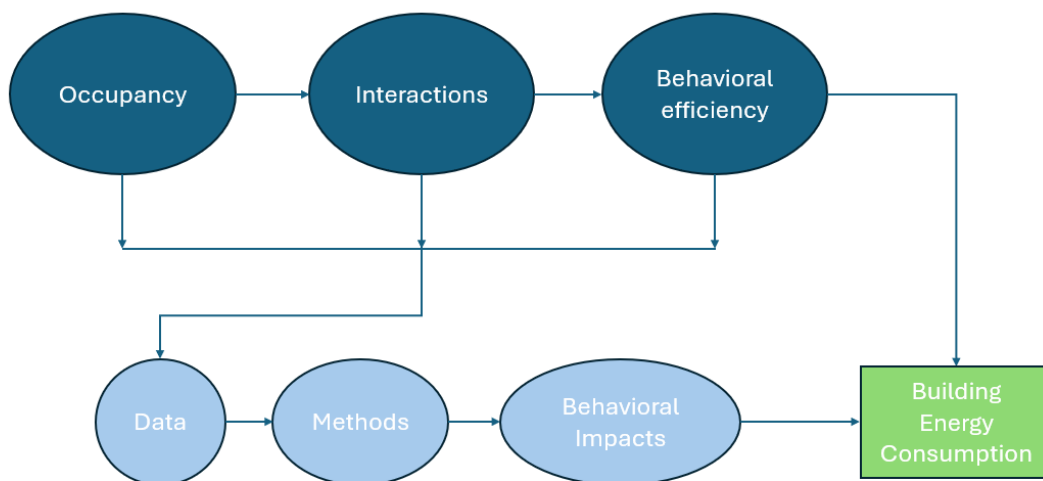 Occupancy
Interactions
Behavioral
efficiency
Data
Methods
Behavioral
Impacts
Building
Energy
Consumption